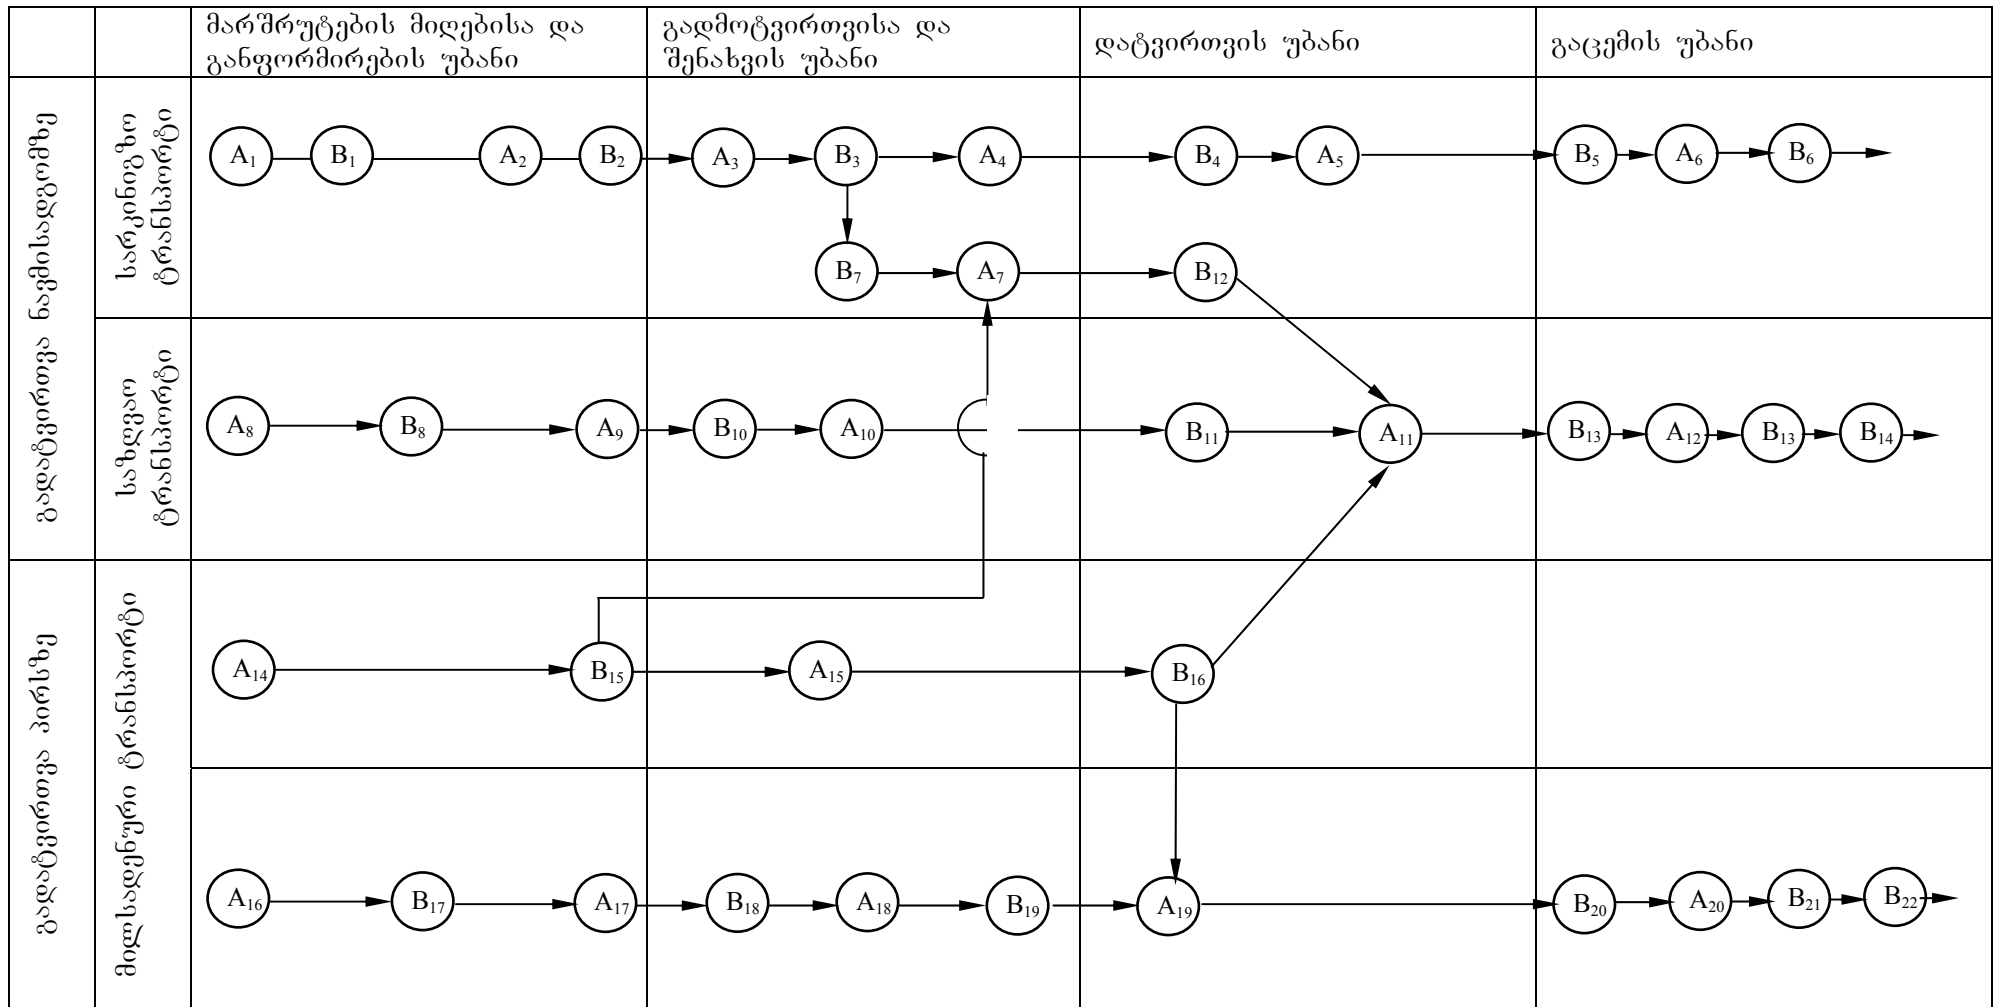 მარშრუტების მიღებისა და
განფორმირების უბანი
გადმოტვირთვისა და
შენახვის უბანი
დატვირთვის უბანი
გაცემის უბანი
გადატვირთვა ნავმისადგომზე
სარკინიგზო
ტრანსპორტი
A1 B1 A2 B2 A3 B3 A4 B4 A5 B5 A6 B6
B7 A7 B12
საზღვაო
ტრანსპორტი
A8 B8 A9 B10 A10 B11 A11 B13 A12 B13 B14
გადატვირთვა პირსზე
მილსადენური ტრანსპორტი
A14 B15 A15 B16
A16 B17 A17 B18 A18 B19 A19 B20 A20 B21 B22